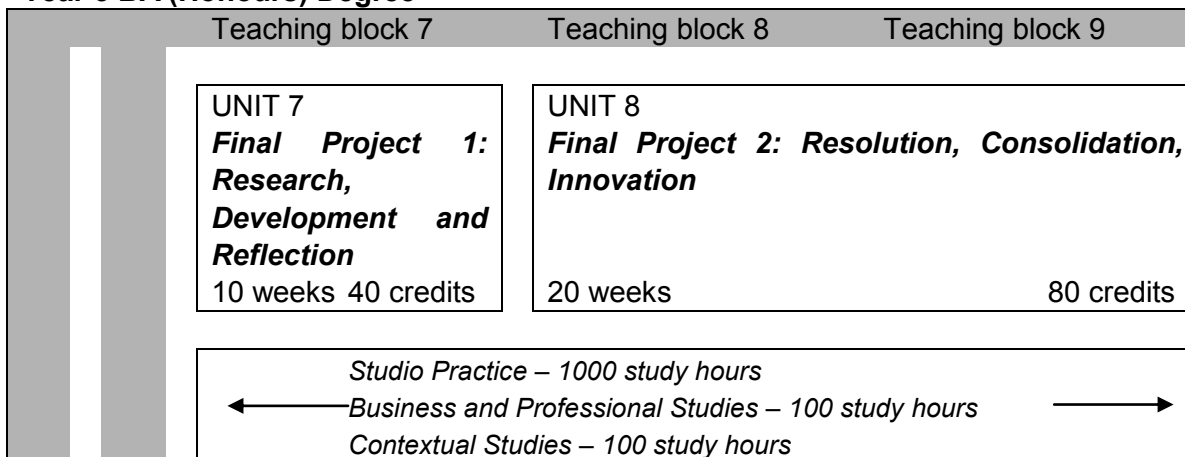 Teaching block 7 Teaching block 8 Teaching block 9
UNIT 7
Final Project 1:
Research,
Development and
Reflection
10 weeks 40 credits
UNIT 8
Final Project 2: Resolution, Consolidation,
Innovation
20 weeks 80 credits
Studio Practice – 1000 study hours
Business and Professional Studies – 100 study hours
Contextual Studies – 100 study hours